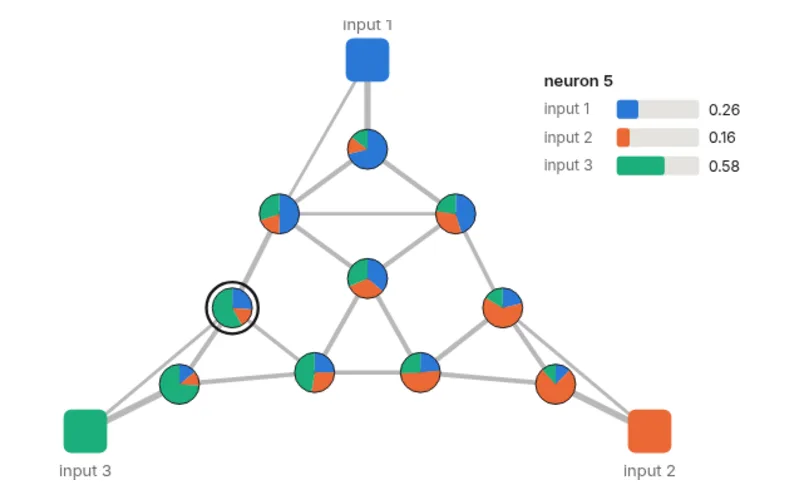 input 1
neuron 5
input 1 0.26
input 2 0.16
input 3 0.58
input 3
input 2